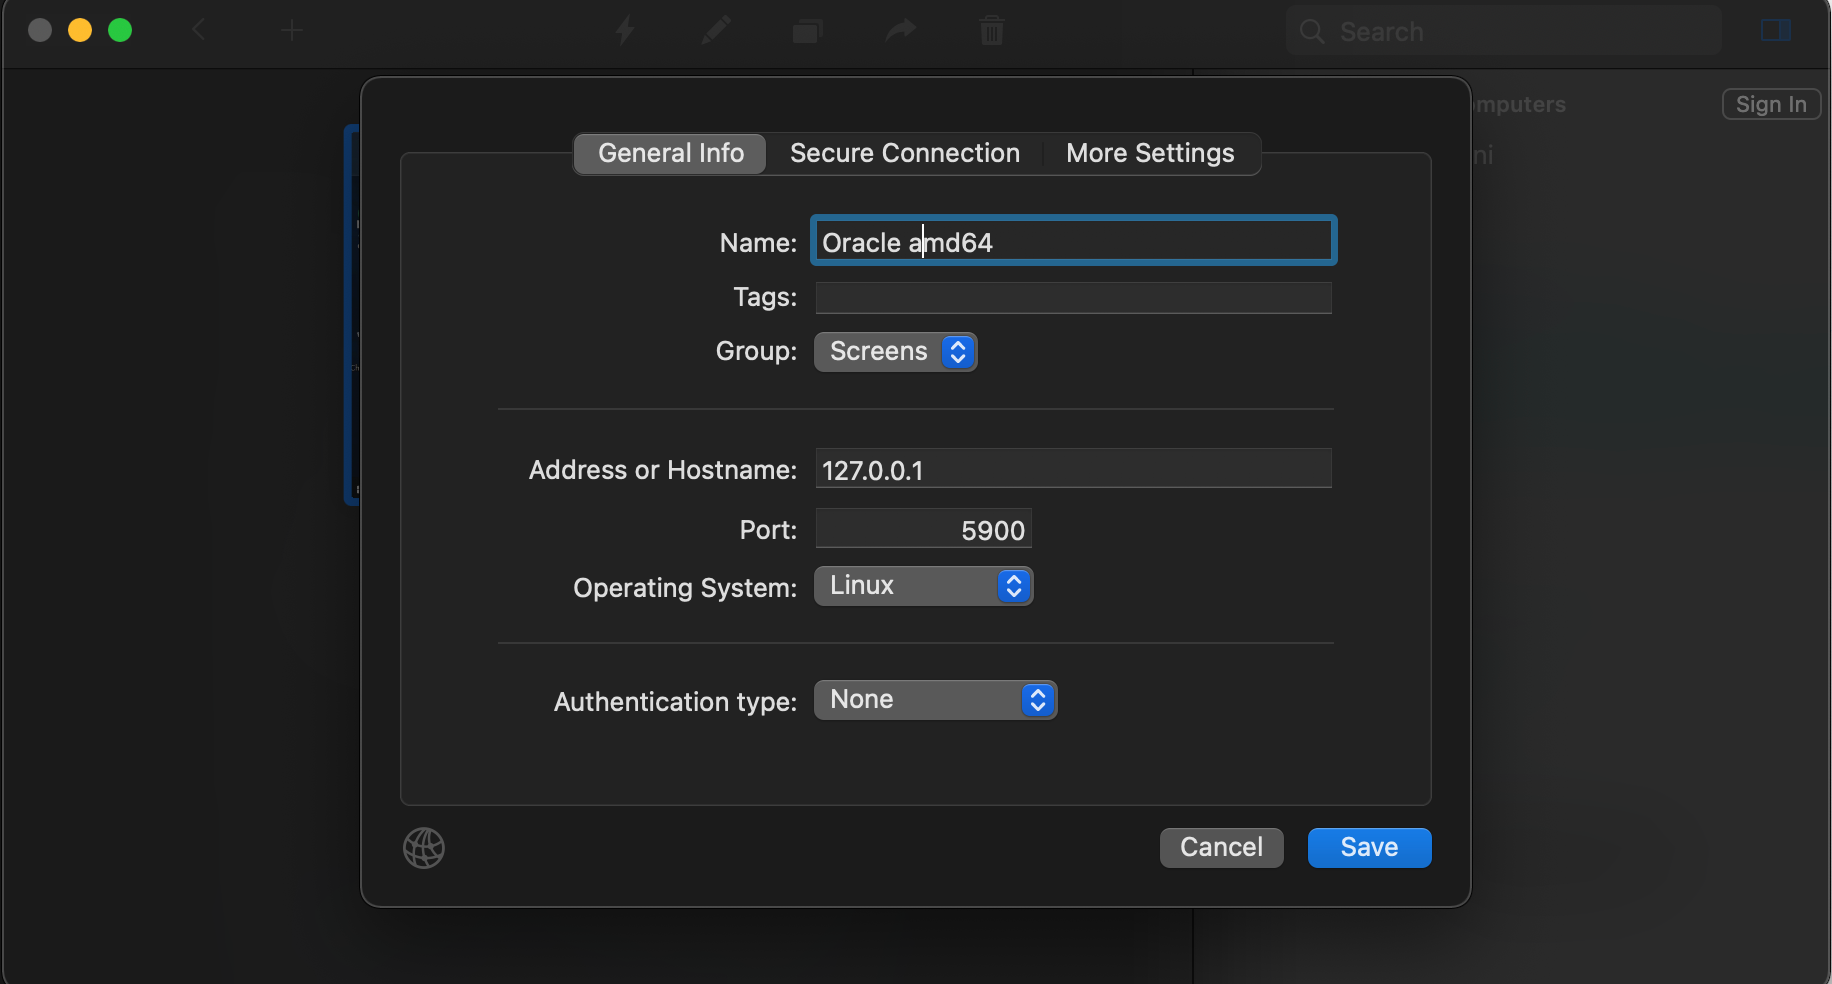 Search
mputers
Sign In
ni
General Info
Secure Connection
More Settings
Name:
Oracle amd64
Tags:
Group:
Screens
Address or Hostname:
127.0.0.1
Port:
5900
Operating System:
Linux
Authentication type:
None
Cancel
Save